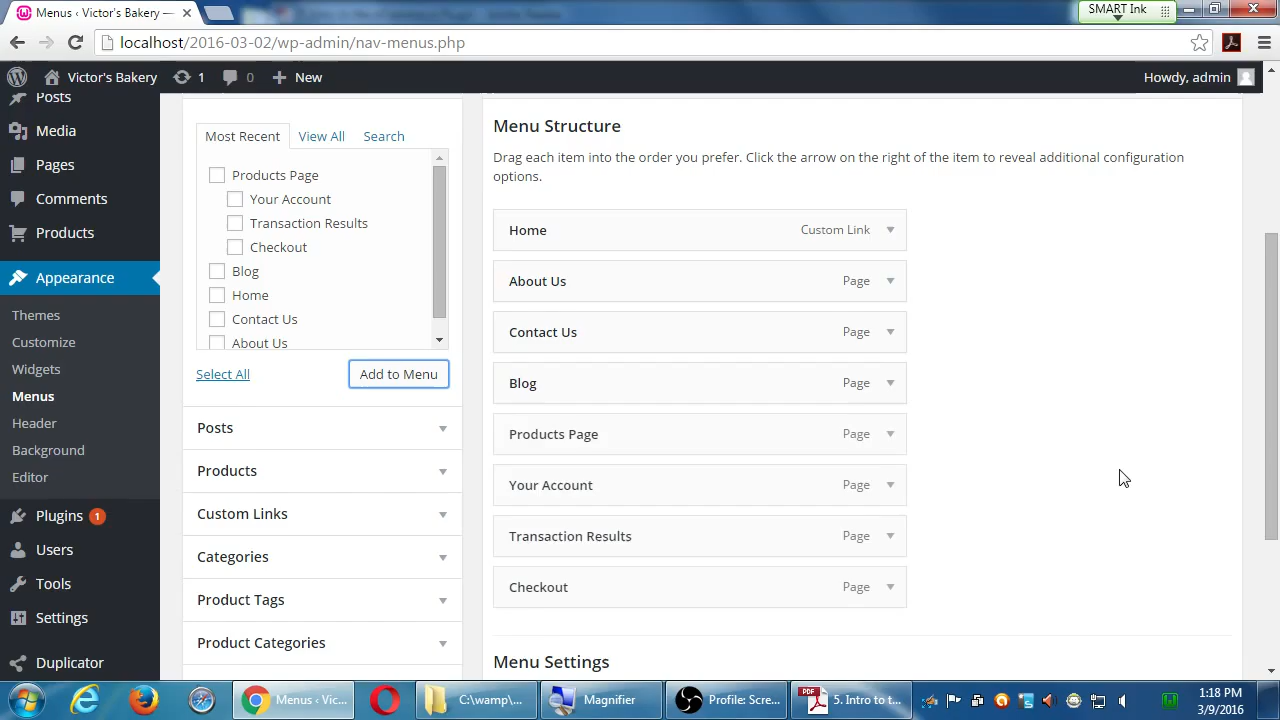 Menus ‹ Victor's Bakery —
SMART Ink
localhost/2016-03-02/wp-admin/nav-menus.php
Victor's Bakery
1
0
New
Howdy, admin
Posts
Media
Pages
Comments
Products
Appearance
Themes
Customize
Widgets
Menus
Header
Background
Editor
Plugins 1
Users
Tools
Settings
Duplicator
Most Recent View All Search
Products Page
Your Account
Transaction Results
Checkout
Blog
Home
Contact Us
About Us
Select All Add to Menu
Posts
Products
Custom Links
Categories
Product Tags
Product Categories
Menu Structure
Drag each item into the order you prefer. Click the arrow on the right of the item to reveal additional configuration
options.
Home Custom Link
About Us Page
Contact Us Page
Blog Page
Products Page Page
Your Account Page
Transaction Results Page
Checkout Page
Menu Settings
Menus ‹ Vic...
C:\wamp\...
Magnifier
Profile: Scre...
5. Intro to t...
1:18 PM
3/9/2016